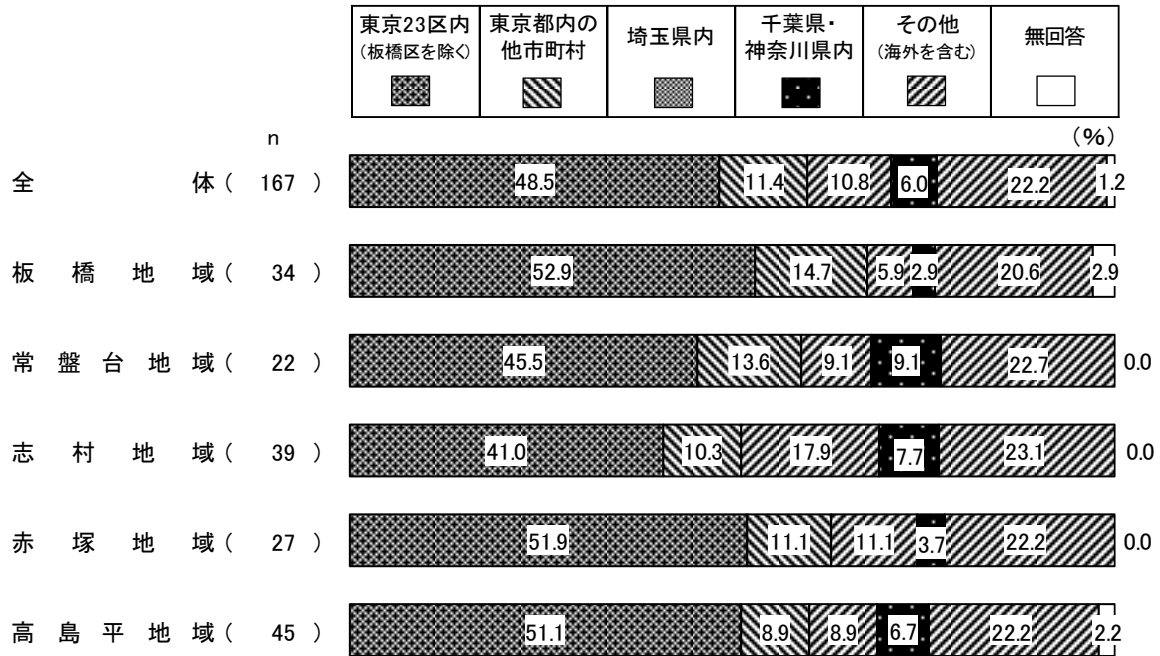 東京23区内
(板橋区を除く)
東京都内の
他市町村
埼玉県内
千葉県・
神奈川県内
その他
(海外を含む)
無回答
n
(%)
全体( 167 ) 48.5 11.4 10.8 6.0 22.2 1.2
板橋地域( 34 ) 52.9 14.7 5.9 2.9 20.6 2.9
常盤台地域( 22 ) 45.5 13.6 9.1 9.1 22.7 0.0
志村地域( 39 ) 41.0 10.3 17.9 7.7 23.1 0.0
赤塚地域( 27 ) 51.9 11.1 11.1 3.7 22.2 0.0
高島平地域( 45 ) 51.1 8.9 8.9 6.7 22.2 2.2